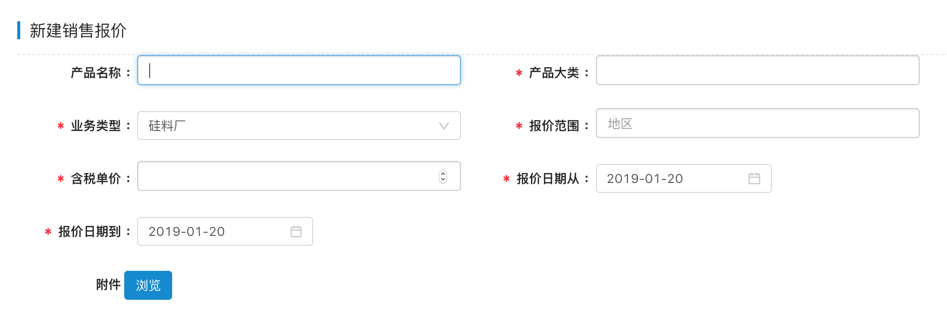 新建销售报价
产品名称：
* 产品大类：
* 业务类型： 硅料厂
* 报价范围： 地区
* 含税单价：
* 报价日期从： 2019-01-20
* 报价日期到： 2019-01-20
附件 浏览